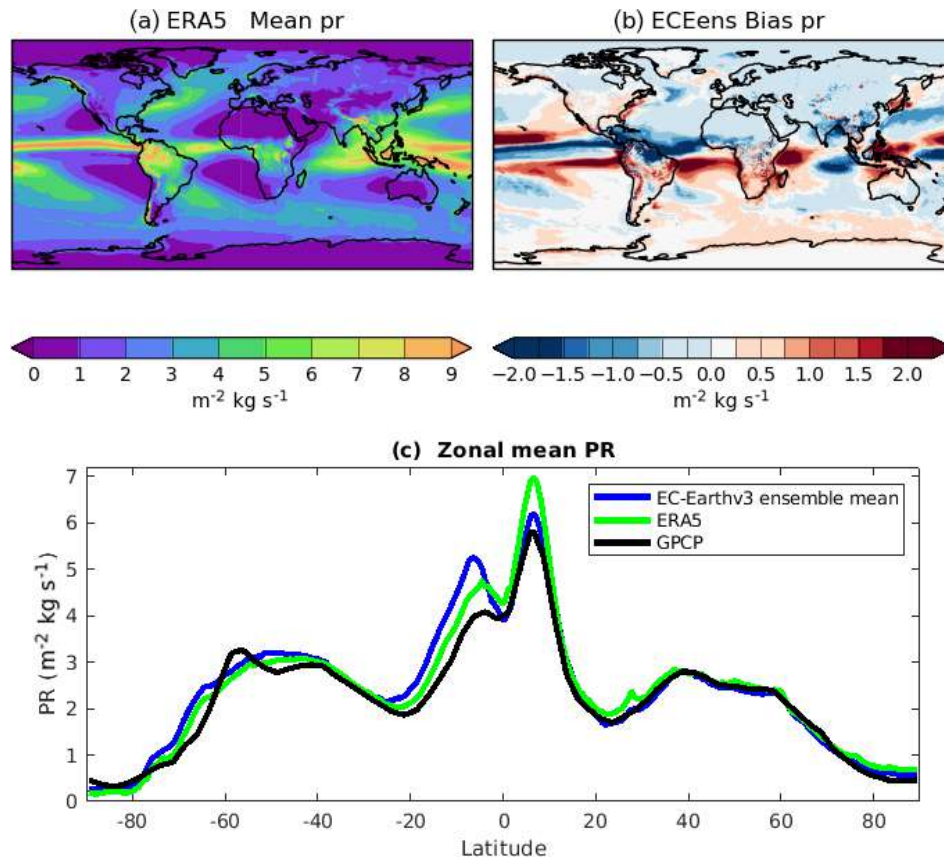 (a) ERA5 Mean pr
(b) ECEens Bias pr
0 1 2 3 4 5 6 7 8 9
m⁻² kg s⁻¹
−2.0 −1.5 −1.0 −0.5 0.0 0.5 1.0 1.5 2.0
m⁻² kg s⁻¹
(c) Zonal mean PR
PR (m⁻² kg s⁻¹)
7
6
5
4
3
2
1
0
EC-Earthv3 ensemble mean
ERA5
GPCP
-80 -60 -40 -20 0 20 40 60 80
Latitude